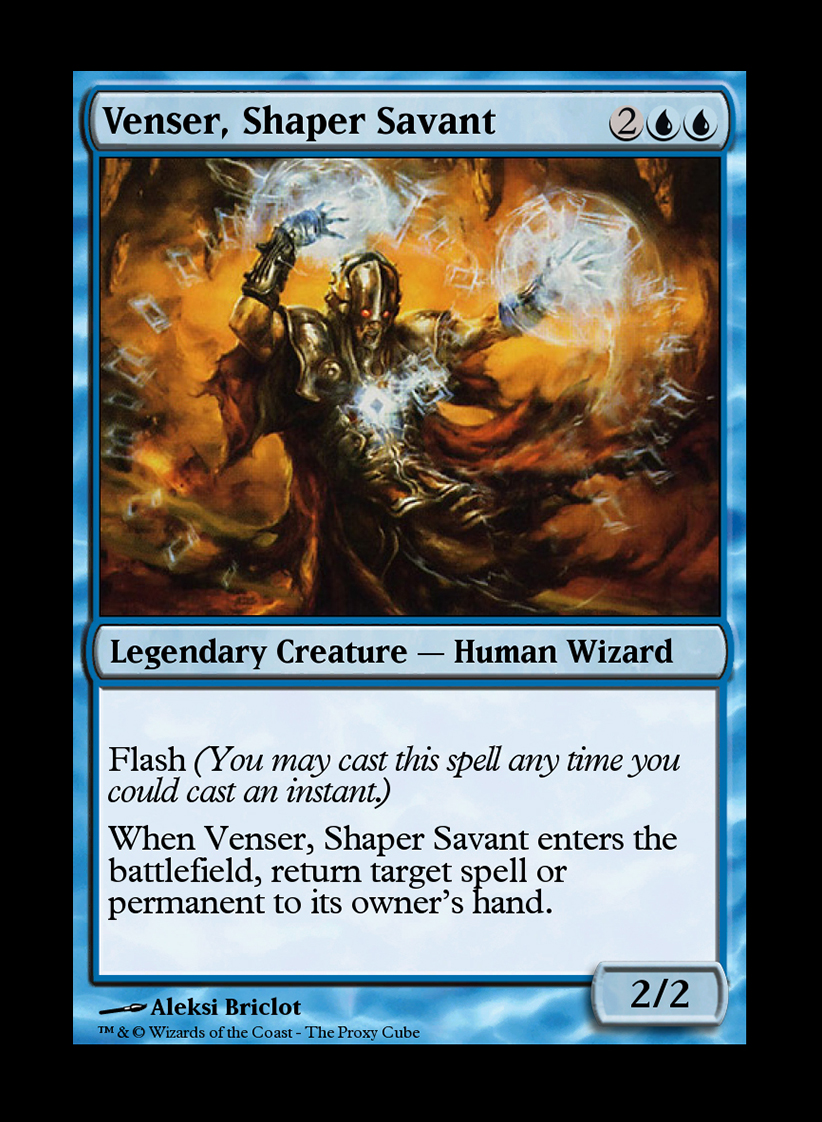 Venser, Shaper Savant 2
Legendary Creature — Human Wizard
Flash (You may cast this spell any time you
could cast an instant.)
When Venser, Shaper Savant enters the
battlefield, return target spell or
permanent to its owner's hand.
2/2
Aleksi Briclot
™ & © Wizards of the Coast - The Proxy Cube